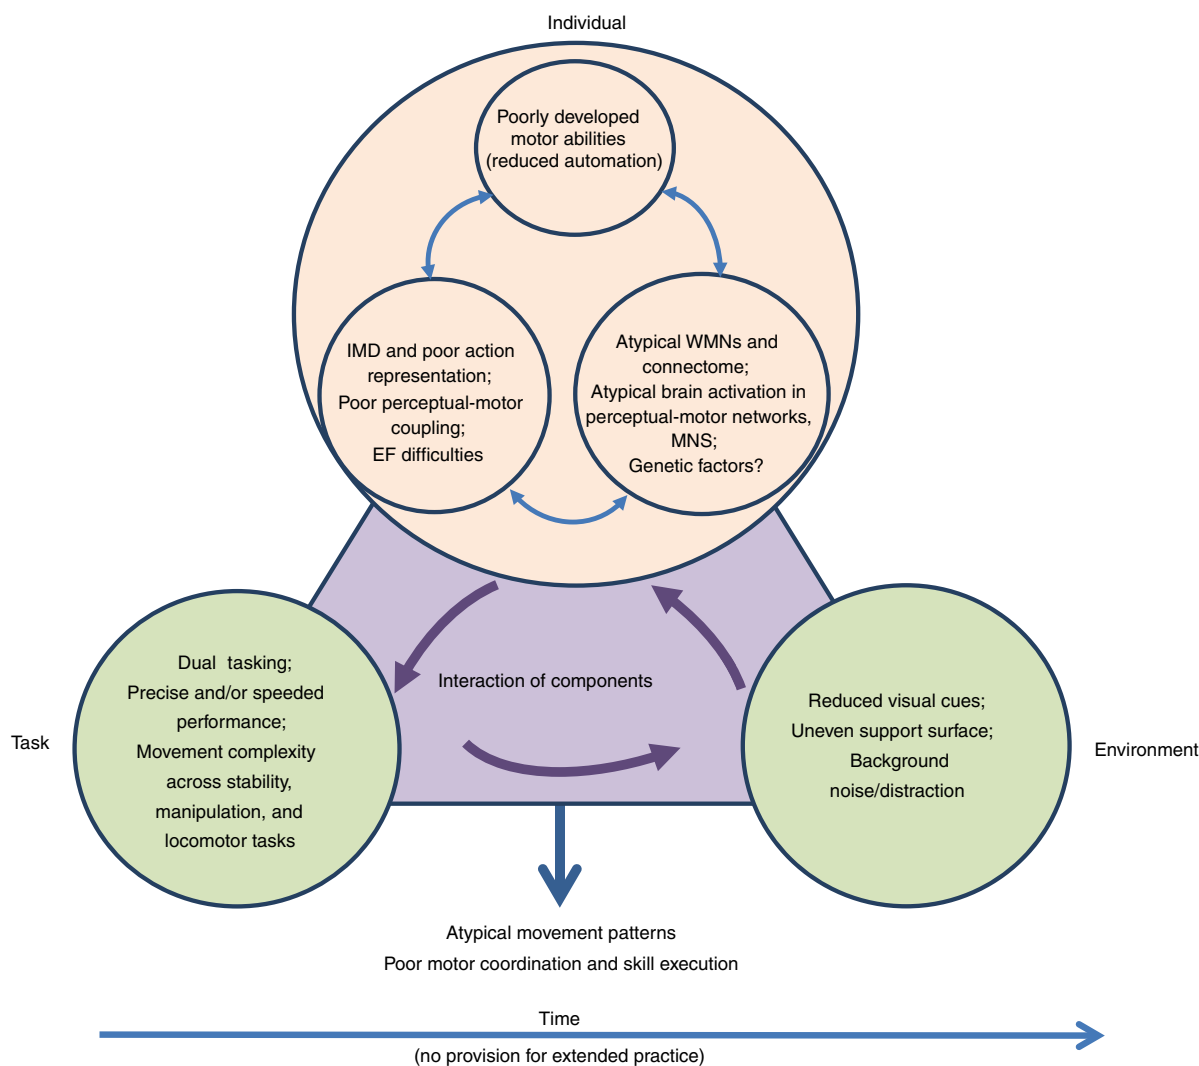 Individual
Poorly developed
motor abilities
(reduced automation)
IMD and poor action
representation;
Poor perceptual-motor
coupling;
EF difficulties
Atypical WMNs and
connectome;
Atypical brain activation in
perceptual-motor networks,
MNS;
Genetic factors?
Interaction of components
Task
Dual tasking;
Precise and/or speeded
performance;
Movement complexity
across stability,
manipulation, and
locomotor tasks
Reduced visual cues;
Uneven support surface;
Background
noise/distraction
Environment
Atypical movement patterns
Poor motor coordination and skill execution
Time
(no provision for extended practice)